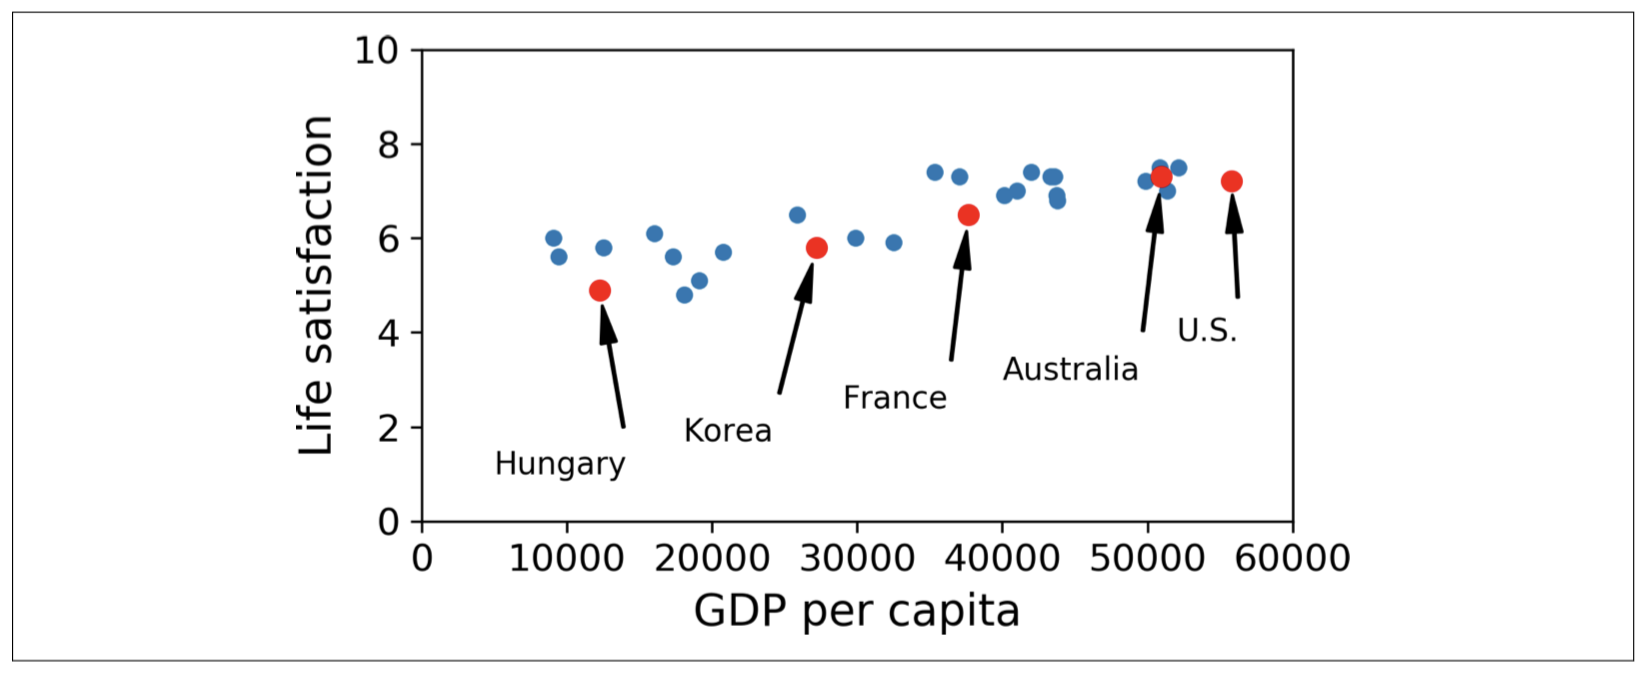 10
8
6
4
2
0
Life satisfaction
U.S.
Australia
France
Korea
Hungary
0 10000 20000 30000 40000 50000 60000
GDP per capita